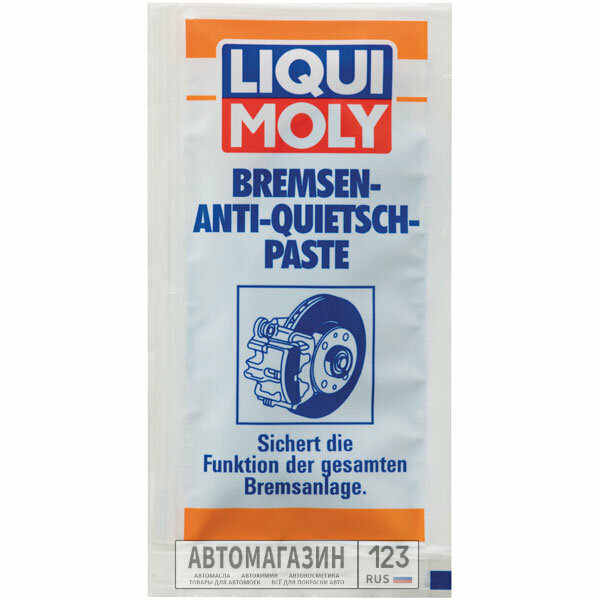 LIQUI
MOLY
BREMSEN-
ANTI-QUIETSCH-
PASTE
Sichert die
Funktion der gesamten
Bremsanlage.
АВТОМАГАЗИН 123
АВТОМАСЛА АВТОХИМИЯ АВТОКОСМЕТИКА
ТОВАРЫ ДЛЯ АВТОМОЕК ВСЁ ДЛЯ ПОКРАСКИ АВТО
RUS